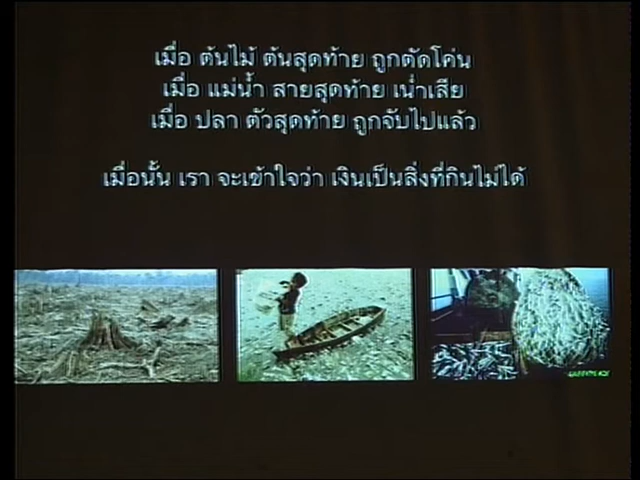 เมื่อ ต้นไม้ ต้นสุดท้าย ถูกตัดโค่น
เมื่อ แม่น้ำ สายสุดท้าย เน่าเสีย
เมื่อ ปลา ตัวสุดท้าย ถูกจับไปแล้ว
เมื่อนั้น เรา จะเข้าใจว่า เงินเป็นสิ่งที่กินไม่ได้